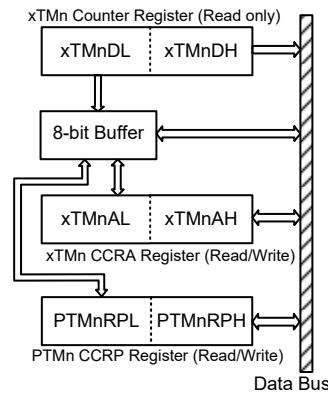 xTMn Counter Register (Read only)
xTMnDL xTMnDH
8-bit Buffer
xTMnAL xTMnAH
xTMn CCRA Register (Read/Write)
PTMnRPL PTMnRPH
PTMn CCRP Register (Read/Write)
Data Bus